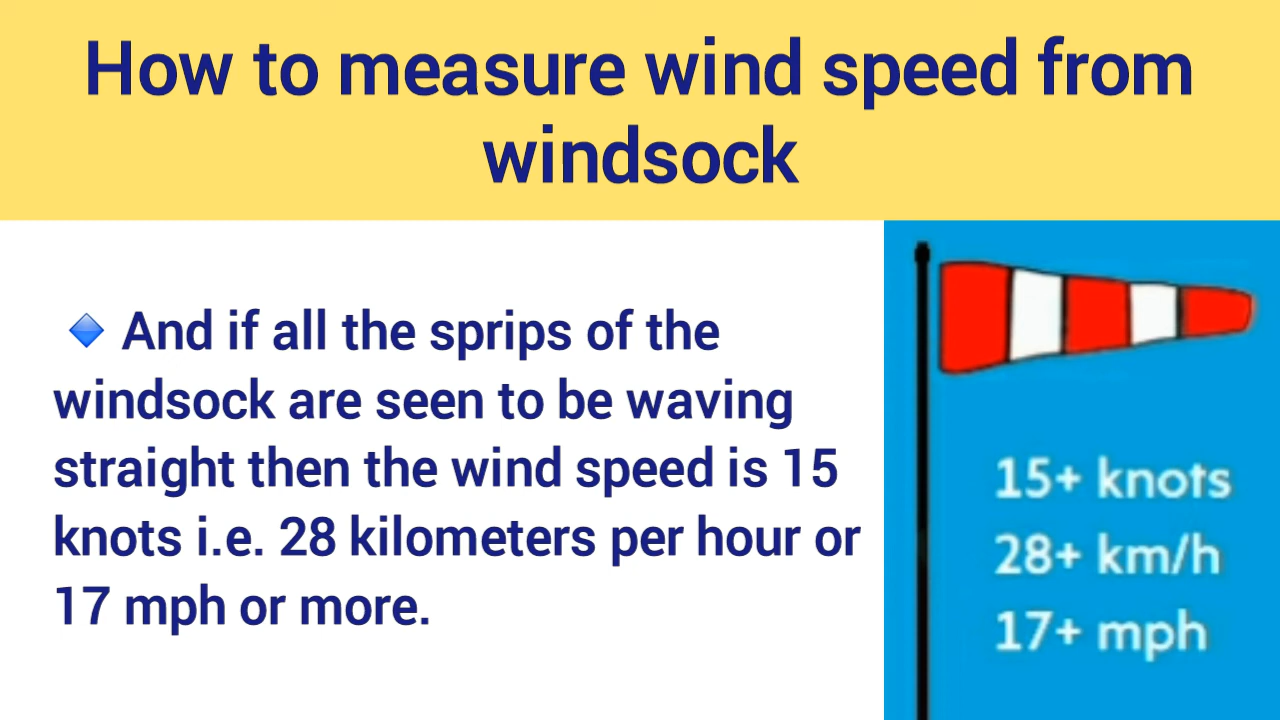 How to measure wind speed from
windsock
🔹 And if all the sprips of the
windsock are seen to be waving
straight then the wind speed is 15
knots i.e. 28 kilometers per hour or
17 mph or more.
15+ knots
28+ km/h
17+ mph